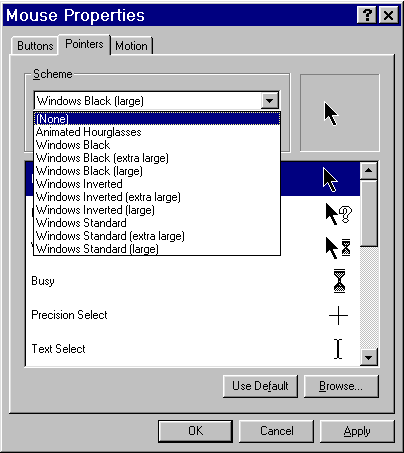 Mouse Properties
Buttons
Pointers
Motion
Scheme
Windows Black (large)
(None)
Animated Hourglasses
Windows Black
Windows Black (extra large)
Windows Black (large)
Windows Inverted
Windows Inverted (extra large)
Windows Inverted (large)
Windows Standard
Windows Standard (extra large)
Windows Standard (large)
Busy
Precision Select
Text Select
Use Default
Browse...
OK
Cancel
Apply